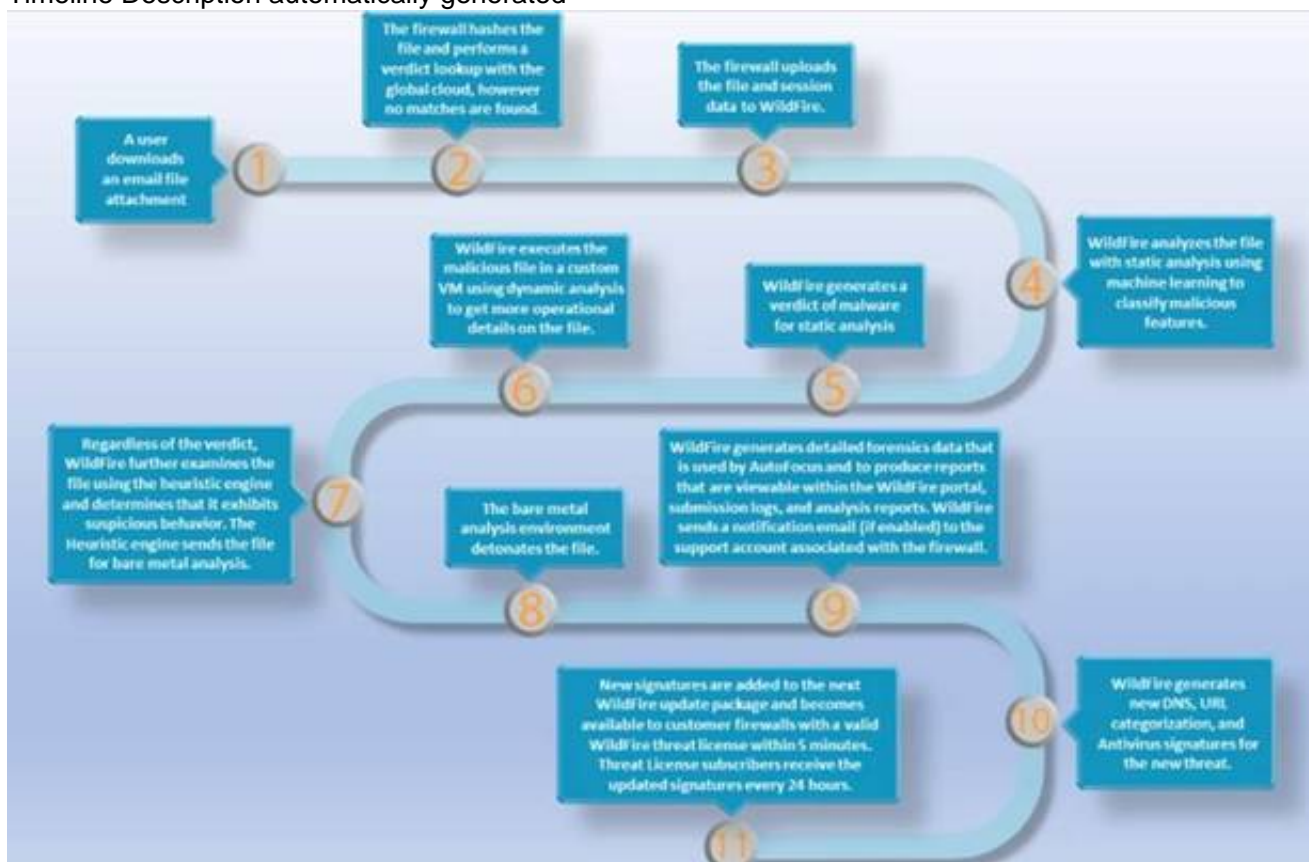 Timeline Description automatically generated
A user
downloads
an email file
attachment
1
The firewall hashes the
file and performs a
verdict lookup with the
global cloud, however
no matches are found.
2
The firewall uploads
the file and session
data to WildFire.
3
WildFire analyzes the file
with static analysis using
machine learning to
classify malicious
features.
4
WildFire generates a
verdict of malware
for static analysis
5
WildFire executes the
malicious file in a custom
VM using dynamic analysis
to get more operational
details on the file.
6
Regardless of the verdict,
WildFire further examines the
file using the heuristic engine
and determines that it exhibits
suspicious behavior. The
Heuristic engine sends the file
for bare metal analysis.
7
The bare metal
analysis environment
detonates the file.
8
WildFire generates detailed forensics data that
is used by AutoFocus and to produce reports
that are viewable within the WildFire portal,
submission logs, and analysis reports. WildFire
sends a notification email (if enabled) to the
support account associated with the firewall.
9
WildFire generates
new DNS, URL
categorization, and
Antivirus signatures for
the new threat.
10
New signatures are added to the next
WildFire update package and becomes
available to customer firewalls with a valid
WildFire threat license within 5 minutes.
Threat License subscribers receive the
updated signatures every 24 hours.
11